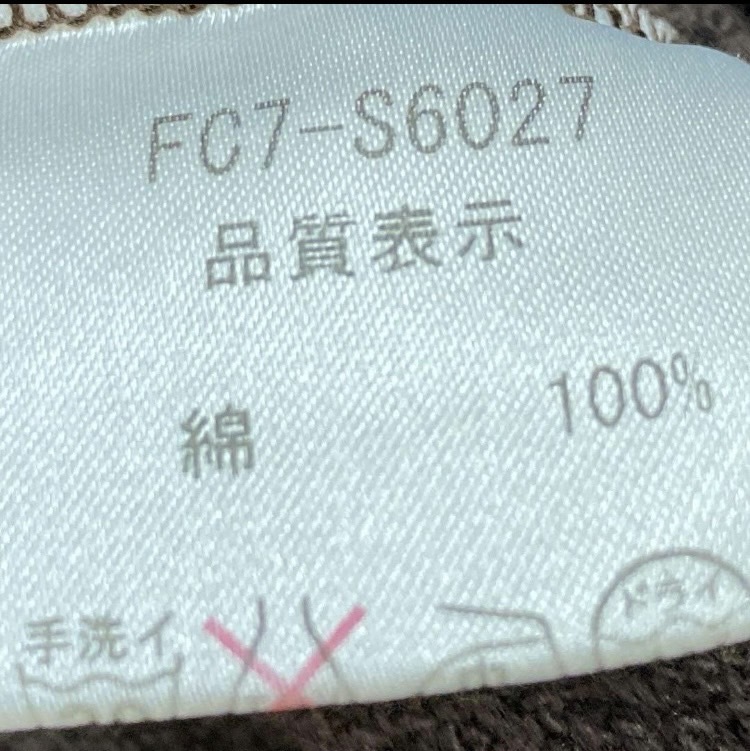 FC7-S6027
品質表示
綿 100%
手洗イ
ドライ